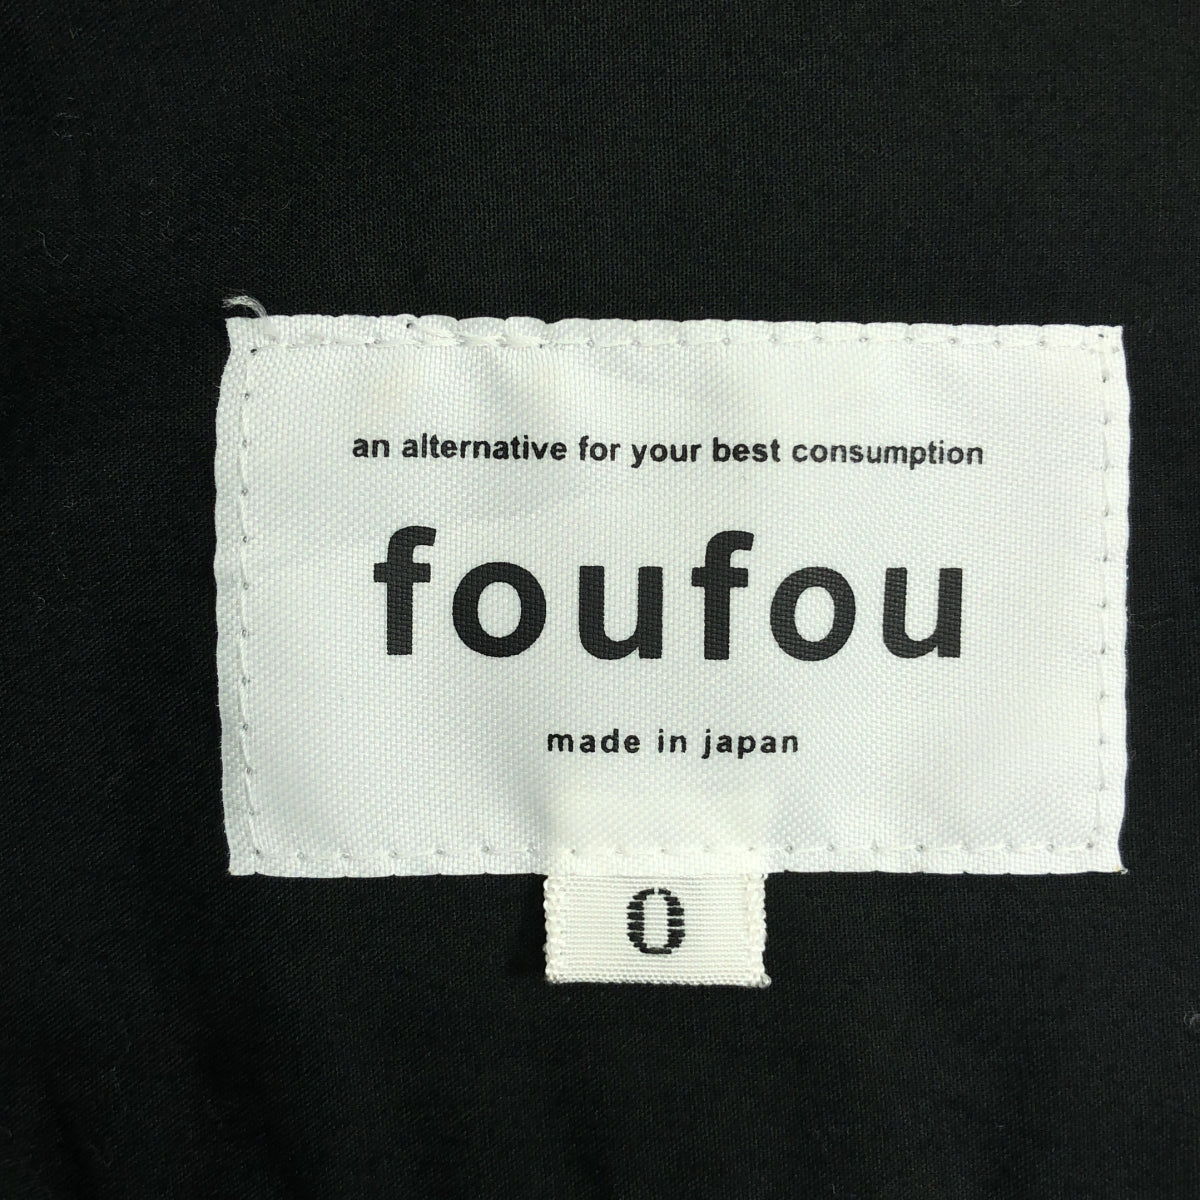 an alternative for your best consumption
foufou
made in japan
0